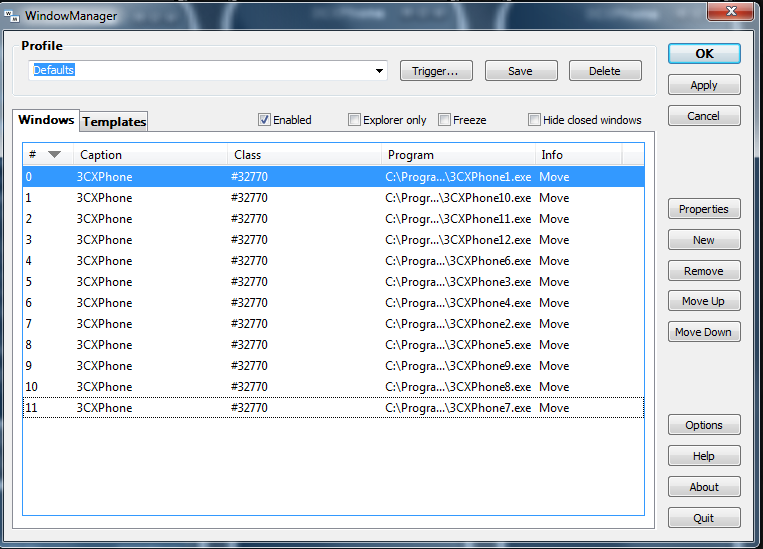 WindowManager
Profile
Defaults
Trigger...
Save
Delete
OK
Apply
Cancel
Windows
Templates
Enabled
Explorer only
Freeze
Hide closed windows
# Caption Class Program Info
0 3CXPhone #32770 C:\Progra...\3CXPhone1.exe Move
1 3CXPhone #32770 C:\Progr...\3CXPhone10.exe Move
2 3CXPhone #32770 C:\Progr...\3CXPhone11.exe Move
3 3CXPhone #32770 C:\Progr...\3CXPhone12.exe Move
4 3CXPhone #32770 C:\Progra...\3CXPhone6.exe Move
5 3CXPhone #32770 C:\Progra...\3CXPhone3.exe Move
6 3CXPhone #32770 C:\Progra...\3CXPhone4.exe Move
7 3CXPhone #32770 C:\Progra...\3CXPhone2.exe Move
8 3CXPhone #32770 C:\Progra...\3CXPhone5.exe Move
9 3CXPhone #32770 C:\Progra...\3CXPhone9.exe Move
10 3CXPhone #32770 C:\Progra...\3CXPhone8.exe Move
11 3CXPhone #32770 C:\Progra...\3CXPhone7.exe Move
Properties
New
Remove
Move Up
Move Down
Options
Help
About
Quit